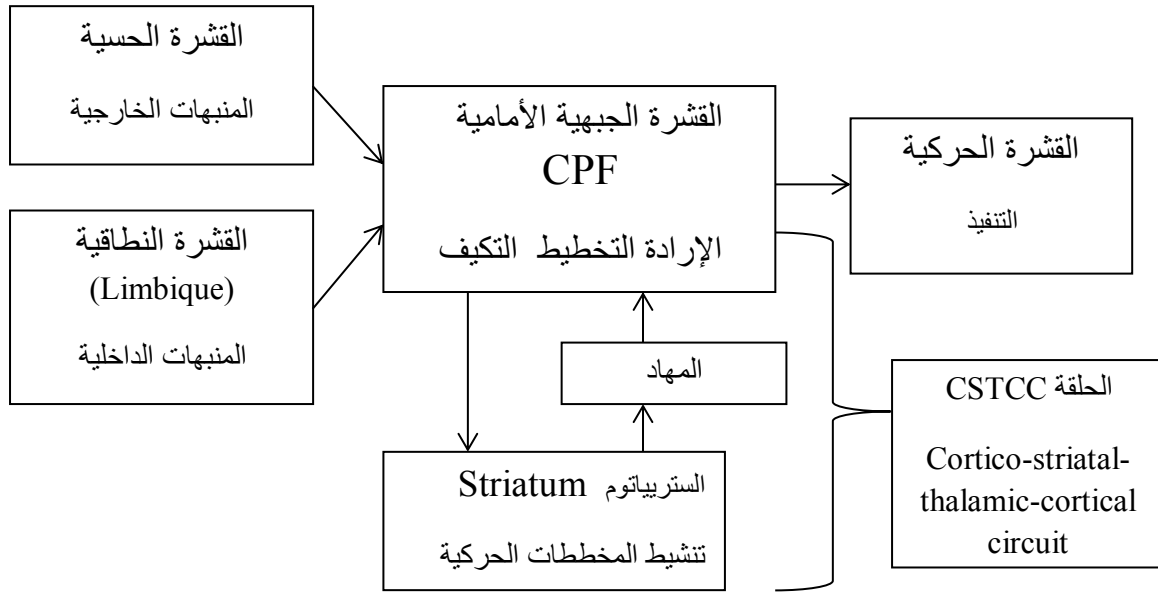 القشرة الحسية
المنبهات الخارجية
القشرة النطاقية
(Limbique)
المنبهات الداخلية
القشرة الجبهية الأمامية
CPF
الإرادة التخطيط التكيف
القشرة الحركية
التنفيذ
المهاد
الستريياتوم Striatum
تنشيط المخططات الحركية
الحلقة CSTCC
Cortico-striatal-
thalamic-cortical
circuit